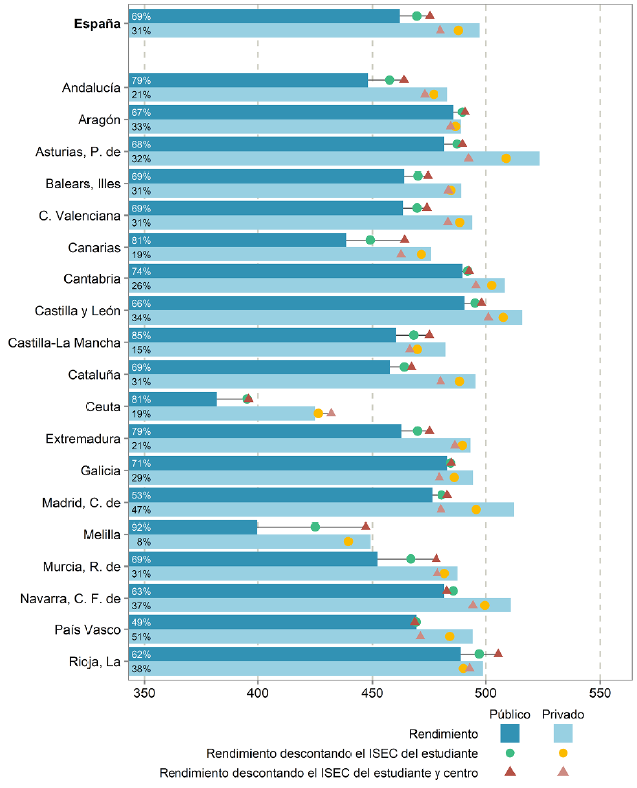 España
69%
31%
Andalucía
79%
21%
Aragón
67%
33%
Asturias, P. de
68%
32%
Balears, Illes
69%
31%
C. Valenciana
69%
31%
Canarias
81%
19%
Cantabria
74%
26%
Castilla y León
66%
34%
Castilla-La Mancha
85%
15%
Cataluña
69%
31%
Ceuta
81%
19%
Extremadura
79%
21%
Galicia
71%
29%
Madrid, C. de
53%
47%
Melilla
92%
8%
Murcia, R. de
69%
31%
Navarra, C. F. de
63%
37%
País Vasco
49%
51%
Rioja, La
62%
38%
350 400 450 500 550
Público Privado
Rendimiento
Rendimiento descontando el ISEC del estudiante
Rendimiento descontando el ISEC del estudiante y centro